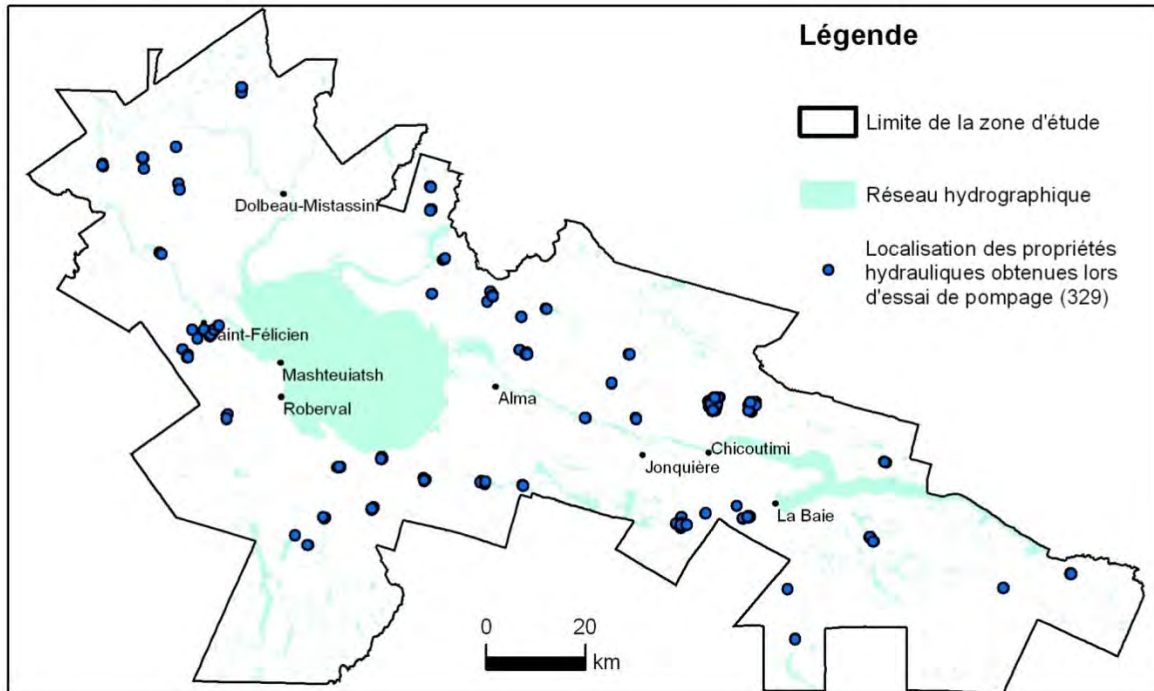 Légende
Limite de la zone d'étude
Réseau hydrographique
Localisation des propriétés
hydrauliques obtenues lors
d'essai de pompage (329)
Dolbeau-Mistassini
aint-Félicien
Mashteuiatsh
Roberval
Alma
Chicoutimi
Jonquière
La Baie
0 20
km